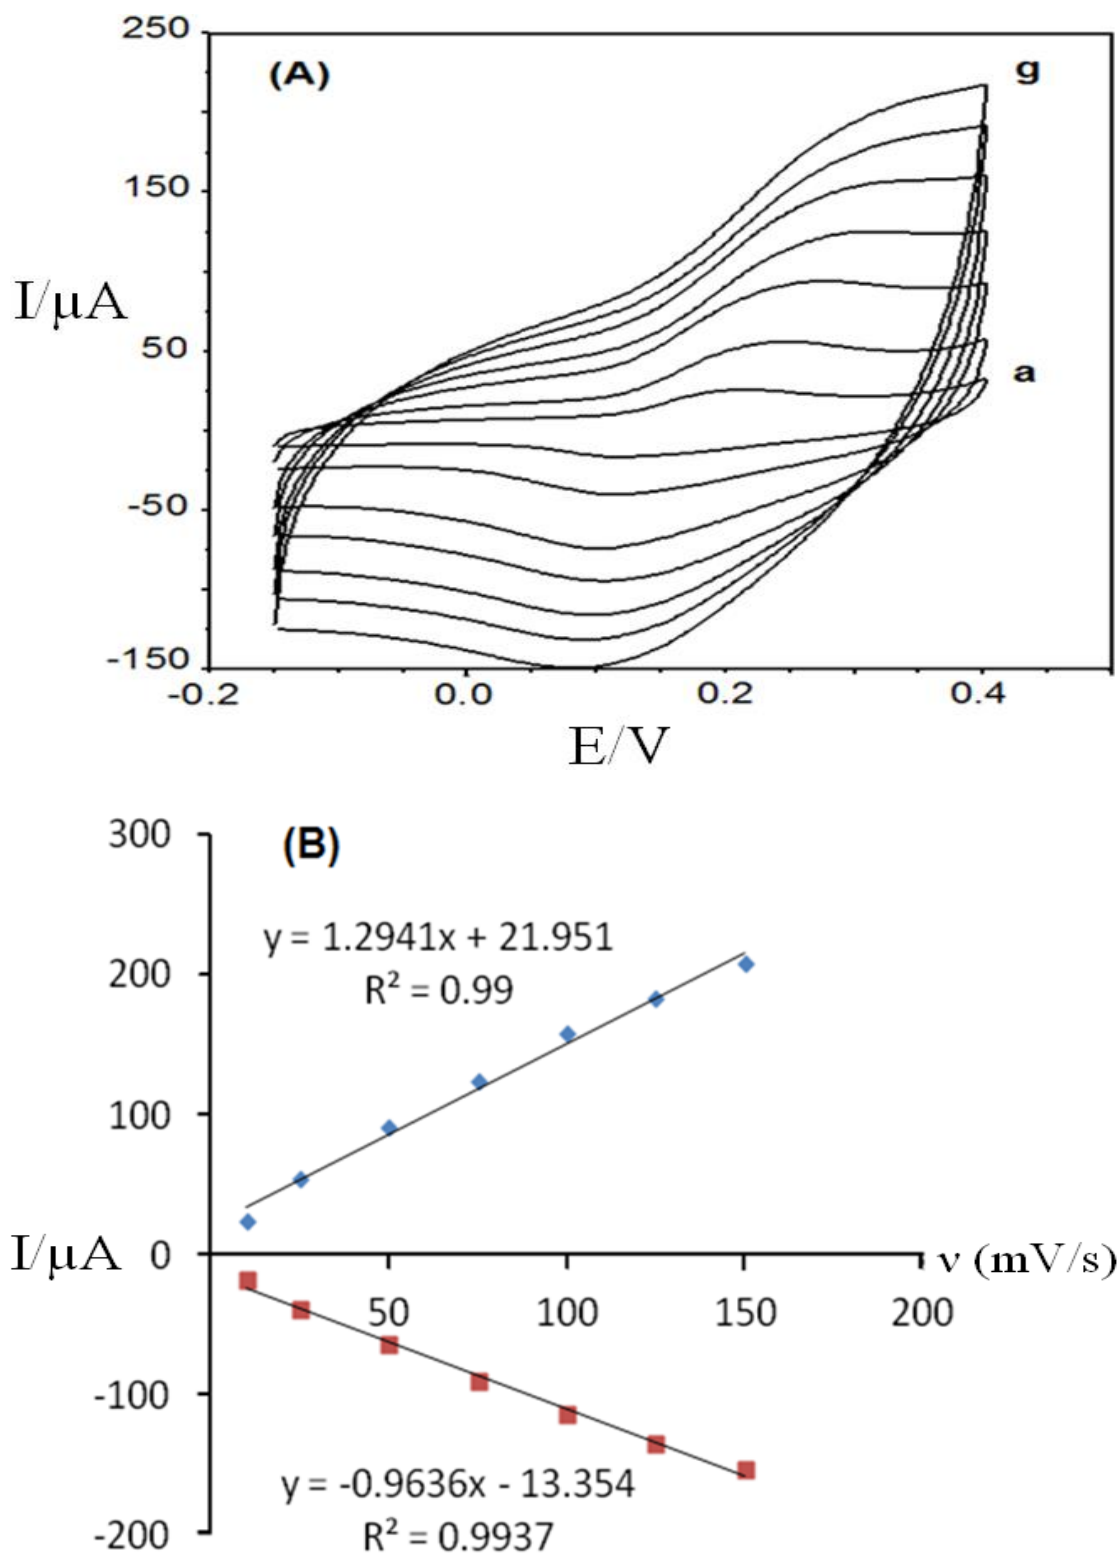 250
(A)
g
150
I/μA
50
a
-50
-150
-0.2
0.0
0.2
0.4
E/V
300
(B)
y = 1.2941x + 21.951
R² = 0.99
200
100
I/μA
0
ν (mV/s)
50
100
150
200
-100
y = -0.9636x - 13.354
R² = 0.9937
-200